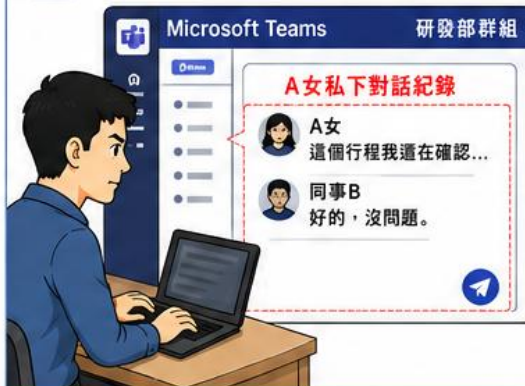 Microsoft Teams
研發部群組
A女私下對話紀錄
A女
這個行程我遺在確認...
同事B
好的,沒問題。